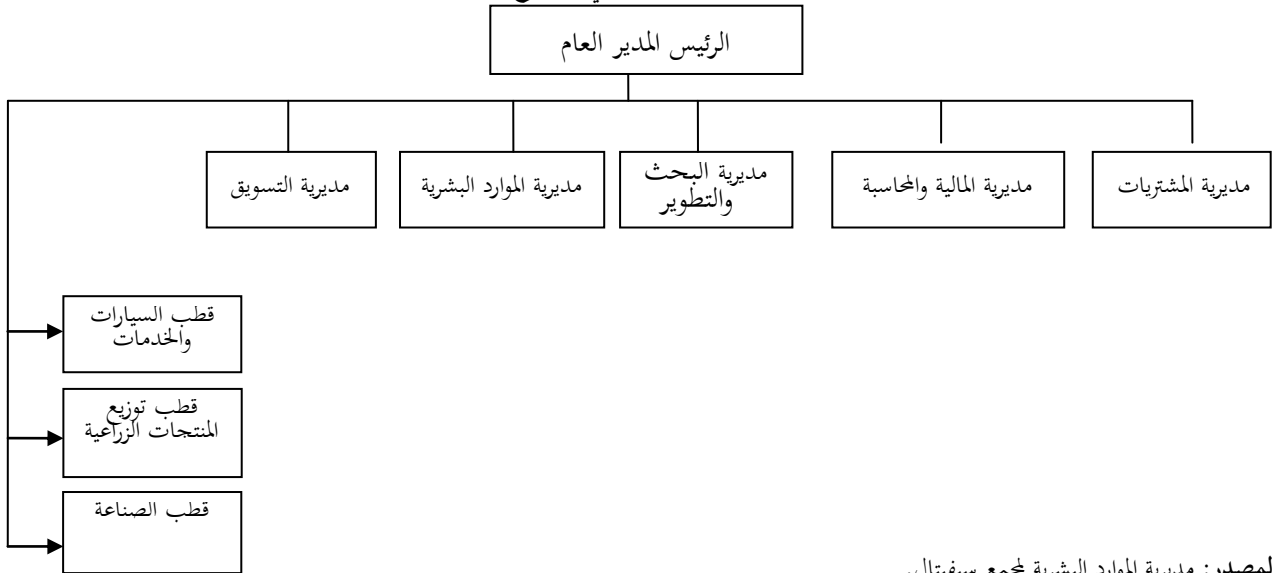 الرئيس المدير العام
مديرية المشتريات
مديرية المالية والمحاسبة
مديرية البحث
والتطوير
مديرية الموارد البشرية
مديرية التسويق
قطب السيارات
والخدمات
قطب توزيع
المنتجات الزراعية
قطب الصناعة
لمصدر: مديرية الموارد البشرية لمجمع سيفيتال.